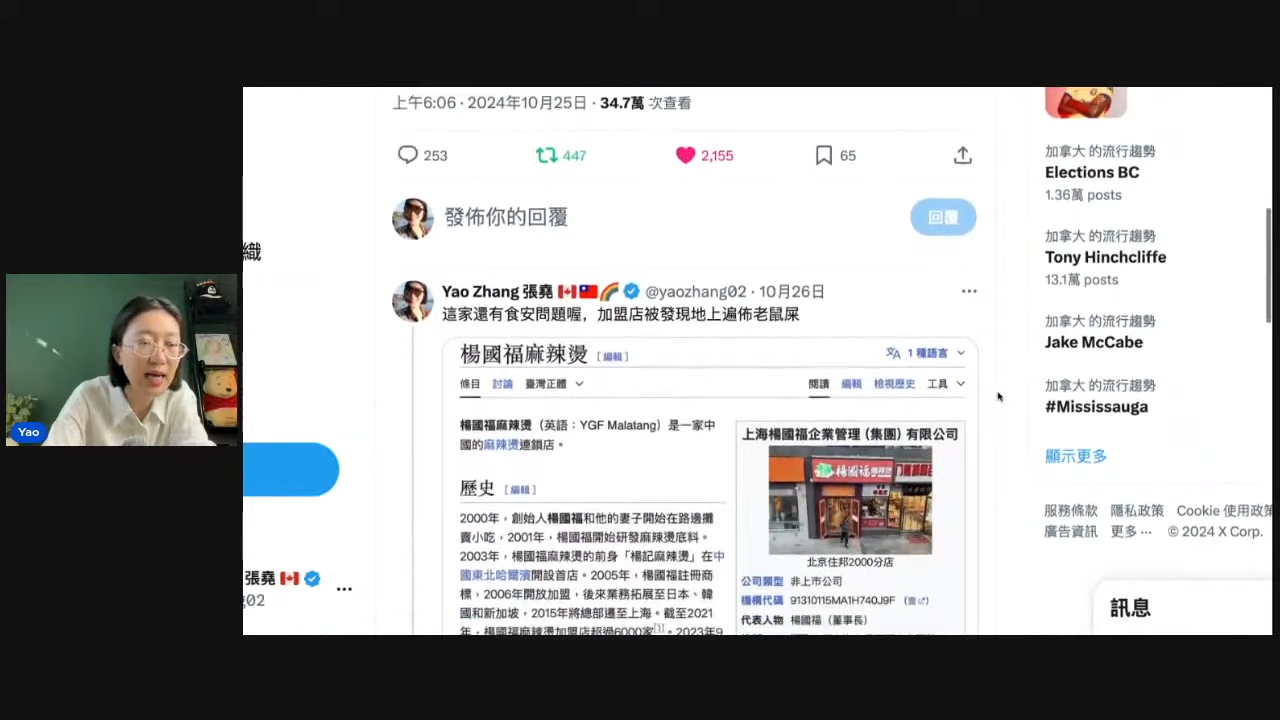 上午6:06 · 2024年10月25日 · 34.7萬 次查看
253
447
2,155
65
發佈你的回覆
回覆
Yao Zhang 張堯 @yaozhang02 · 10月26日
這家還有食安問題喔，加盟店被發現地上遍佈老鼠屎
楊國福麻辣燙 [編輯]
1 種語言
條目 討論 臺灣正體
閱讀 編輯 檢視歷史 工具
楊國福麻辣燙（英語：YGF Malatang）是一家中
國的麻辣燙連鎖店。
歷史 [編輯]
2000年，創始人楊國福和他的妻子開始在路邊攤
賣小吃，2001年，楊國福開始研發麻辣燙底料。
2003年，楊國福麻辣燙的前身「楊記麻辣燙」在中
國東北哈爾濱開設首店。2005年，楊國福註冊商
標，2006年開放加盟，後來業務拓展至日本、韓
國和新加坡，2015年將總部遷至上海。截至2021
年，楊國福麻辣燙加盟店超過6000家[1]。2023年9
上海楊國福企業管理（集團）有限公司
楊國福
北京住邦2000分店
公司類型 非上市公司
機構代碼 91310115MA1H740J9F （查）
代表人物 楊國福（董事長）
加拿大 的流行趨勢
Elections BC
1.36萬 posts
加拿大 的流行趨勢
Tony Hinchcliffe
13.1萬 posts
加拿大 的流行趨勢
Jake McCabe
加拿大 的流行趨勢
#Mississauga
顯示更多
服務條款 隱私政策 Cookie 使用政策
廣告資訊 更多 ··· © 2024 X Corp.
訊息
織
張堯
g02
Yao